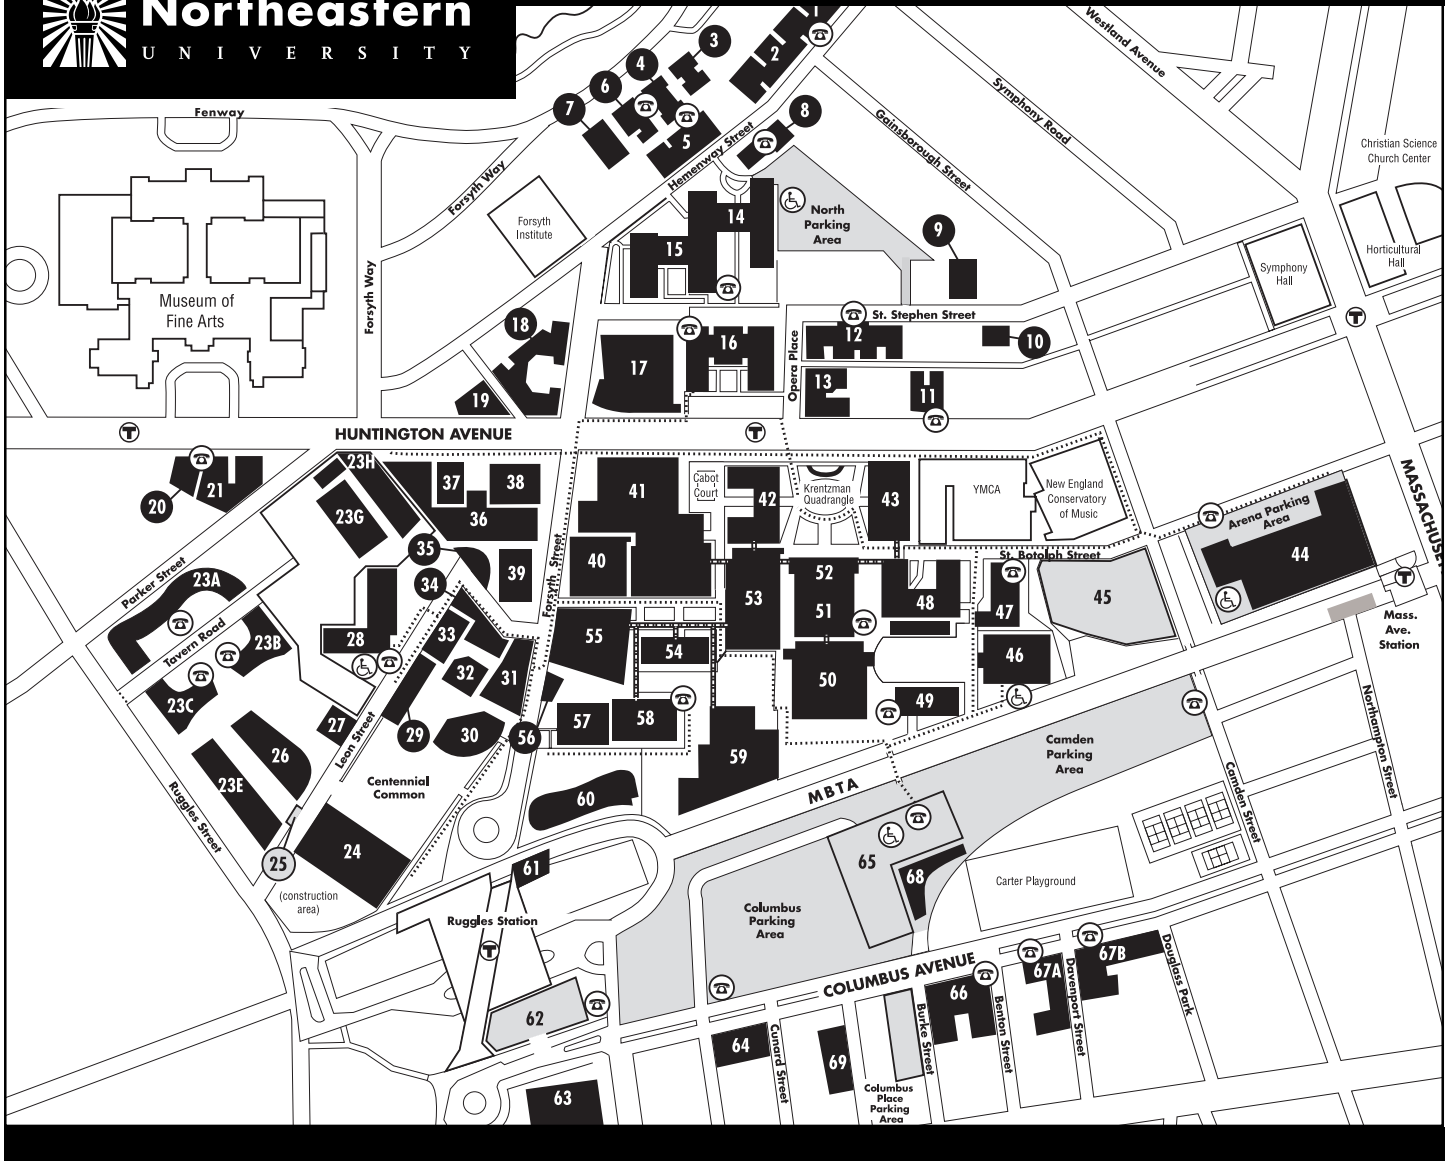 Northeastern
UNIVERSITY
1
2
3
4
5
6
7
8
Fenway
Westland Avenue
Symphony Road
Gainsborough Street
Hemenway Street
Forsyth Way
Forsyth Way
Christian Science
Church Center
Forsyth
Institute
14
15
North
Parking
Area
9
Horticultural
Hall
Symphony
Hall
Museum of
Fine Arts
18
16
17
12
St. Stephen Street
10
T
19
13
11
Opera Place
T
HUNTINGTON AVENUE
T
20
21
23H
37
38
36
23G
41
Cabot
Court
42
Krentzman
Quadrangle
43
YMCA
New England
Conservatory
of Music
Arena Parking
Area
44
MASSACHUSE
35
34
39
40
Forsyth Street
St. Botolph Street
T
Parker Street
23A
Tavern Road
23B
23C
28
33
32
31
55
54
53
52
51
50
48
47
46
45
49
Mass.
Ave.
Station
27
Leon Street
29
30
56
57
58
59
26
23E
Centennial
Common
60
MBTA
Camden
Parking
Area
Northampton Street
Camden Street
Ruggles Street
24
25
(construction
area)
61
65
68
Carter Playground
Columbus
Parking
Area
Ruggles Station
T
COLUMBUS AVENUE
67A
67B
Davenport Street
Douglass Park
62
66
Burke Street
Benton Street
64
Cunard Street
69
63
Columbus
Place
Parking
Area